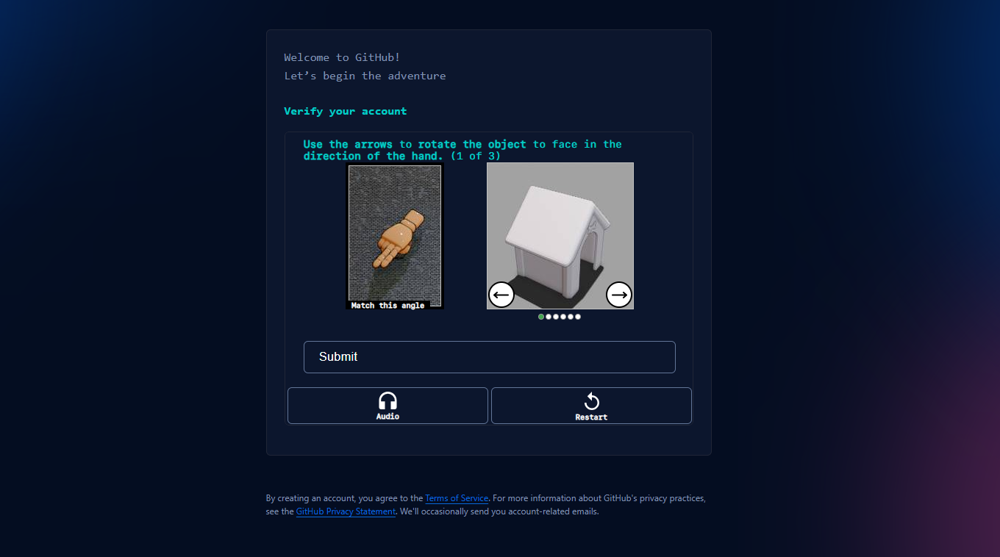 Welcome to GitHub!
Let’s begin the adventure
Verify your account
Use the arrows to rotate the object to face in the
direction of the hand. (1 of 3)
Match this angle
Submit
Audio
Restart
By creating an account, you agree to the Terms of Service. For more information about GitHub's privacy practices,
see the GitHub Privacy Statement. We'll occasionally send you account-related emails.